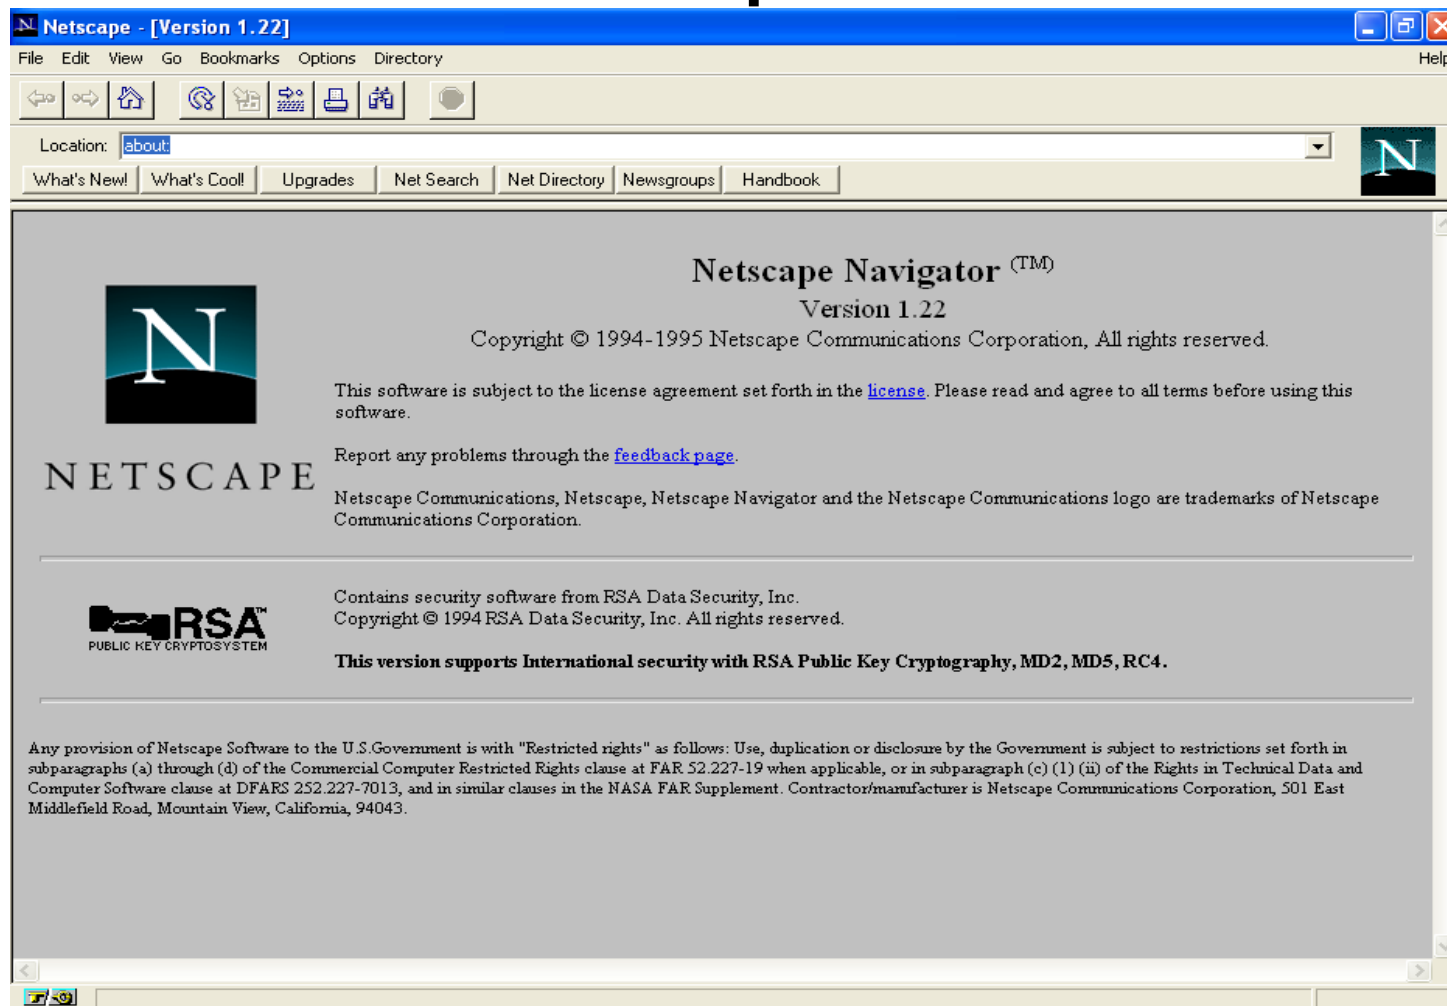 Netscape - [Version 1.22]
File Edit View Go Bookmarks Options Directory Help
Location: about:
What's New! What's Cool! Upgrades Net Search Net Directory Newsgroups Handbook
N
Netscape Navigator (TM)
Version 1.22
Copyright © 1994-1995 Netscape Communications Corporation, All rights reserved.
N
NETSCAPE
This software is subject to the license agreement set forth in the license. Please read and agree to all terms before using this
software.
Report any problems through the feedback page.
Netscape Communications, Netscape, Netscape Navigator and the Netscape Communications logo are trademarks of Netscape
Communications Corporation.
RSA™
PUBLIC KEY CRYPTOSYSTEM
Contains security software from RSA Data Security, Inc.
Copyright © 1994 RSA Data Security, Inc. All rights reserved.
This version supports International security with RSA Public Key Cryptography, MD2, MD5, RC4.
Any provision of Netscape Software to the U.S.Government is with "Restricted rights" as follows: Use, duplication or disclosure by the Government is subject to restrictions set forth in
subparagraphs (a) through (d) of the Commercial Computer Restricted Rights clause at FAR 52.227-19 when applicable, or in subparagraph (c) (1) (ii) of the Rights in Technical Data and
Computer Software clause at DFARS 252.227-7013, and in similar clauses in the NASA FAR Supplement. Contractor/manufacturer is Netscape Communications Corporation, 501 East
Middlefield Road, Mountain View, California, 94043.